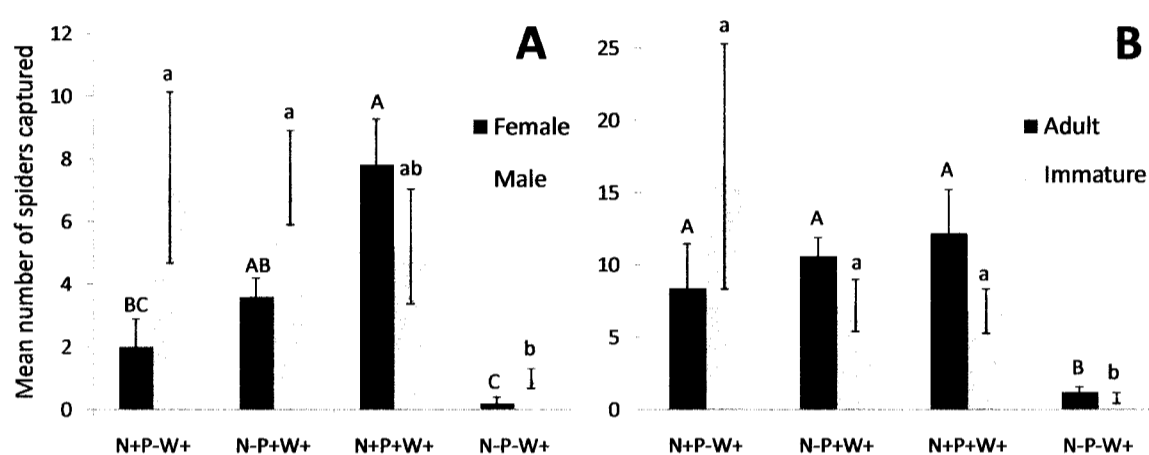 Mean number of spiders captured
12
10
8
6
4
2
0
A
Female
Male
BC
a
AB
a
A
ab
C
b
N+P-W+
N-P+W+
N+P+W+
N-P-W+
25
20
15
10
5
0
B
Adult
Immature
A
a
A
a
A
a
B
b
N+P-W+
N-P+W+
N+P+W+
N-P-W+